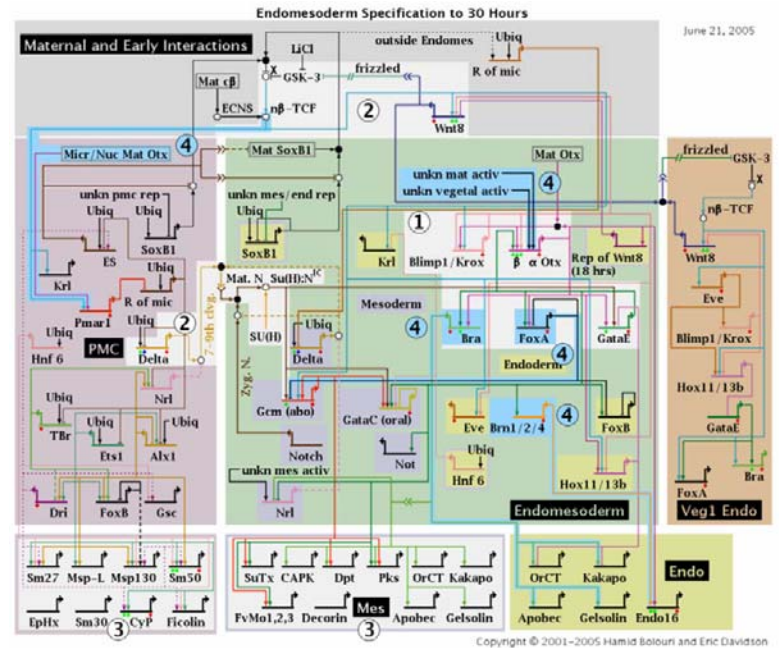 Endomesoderm Specification to 30 Hours
June 21, 2005
Maternal and Early Interactions
LiCl
outside Endomes
Ubiq
R of mic
X
GSK-3
frizzled
Mat cβ
ECNS
nβ-TCF
2
Wnt8
4
Micr/Nuc Mat Otx
Mat SoxB1
unkn mat activ
unkn vegetal activ
Mat Otx
4
frizzled
GSK-3
X
nβ-TCF
unkn pmc rep
Ubiq
Ubiq
SoxB1
ES
unkn mes/end rep
Ubiq
SoxB1
1
Krl
Blimp1/Krox
β α Otx
Rep of Wnt8
(18 hrs)
Wnt8
Krl
Ubiq
R of mic
Pmar1
Mat. N
Su(H):N
IC
Eve
7-9th clvg.
SU(H)
Mesoderm
4
Bra
FoxA
GataE
4
Endoderm
Blimp1/Krox
2
PMC
Ubiq
Hnf 6
Ubiq
Delta
Ubiq
Delta
Hox11/13b
Nrl
Zyg. N.
Gcm (abo)
GataC (oral)
Eve
Brn1/2/4
4
FoxB
GataE
Ubiq
TBr
Ubiq
Ets1
Ubiq
Alx1
Notch
Not
Ubiq
Hnf 6
Hox11/13b
FoxA
Bra
unkn mes activ
Nrl
Dri
FoxB
Gsc
Endomesoderm
Veg1 Endo
Sm27
Msp-L
Msp130
Sm50
SuTx
CAPK
Dpt
Pks
OrCT
Kakapo
OrCT
Kakapo
Endo
EpHx
Sm30
CyP
Ficolin
FvMo1,2,3
Decorin
Mes
Apobec
Gelsolin
Apobec
Gelsolin
Endo16
3
3
Copyright © 2001-2005 Hamid Bolouri and Eric Davidson